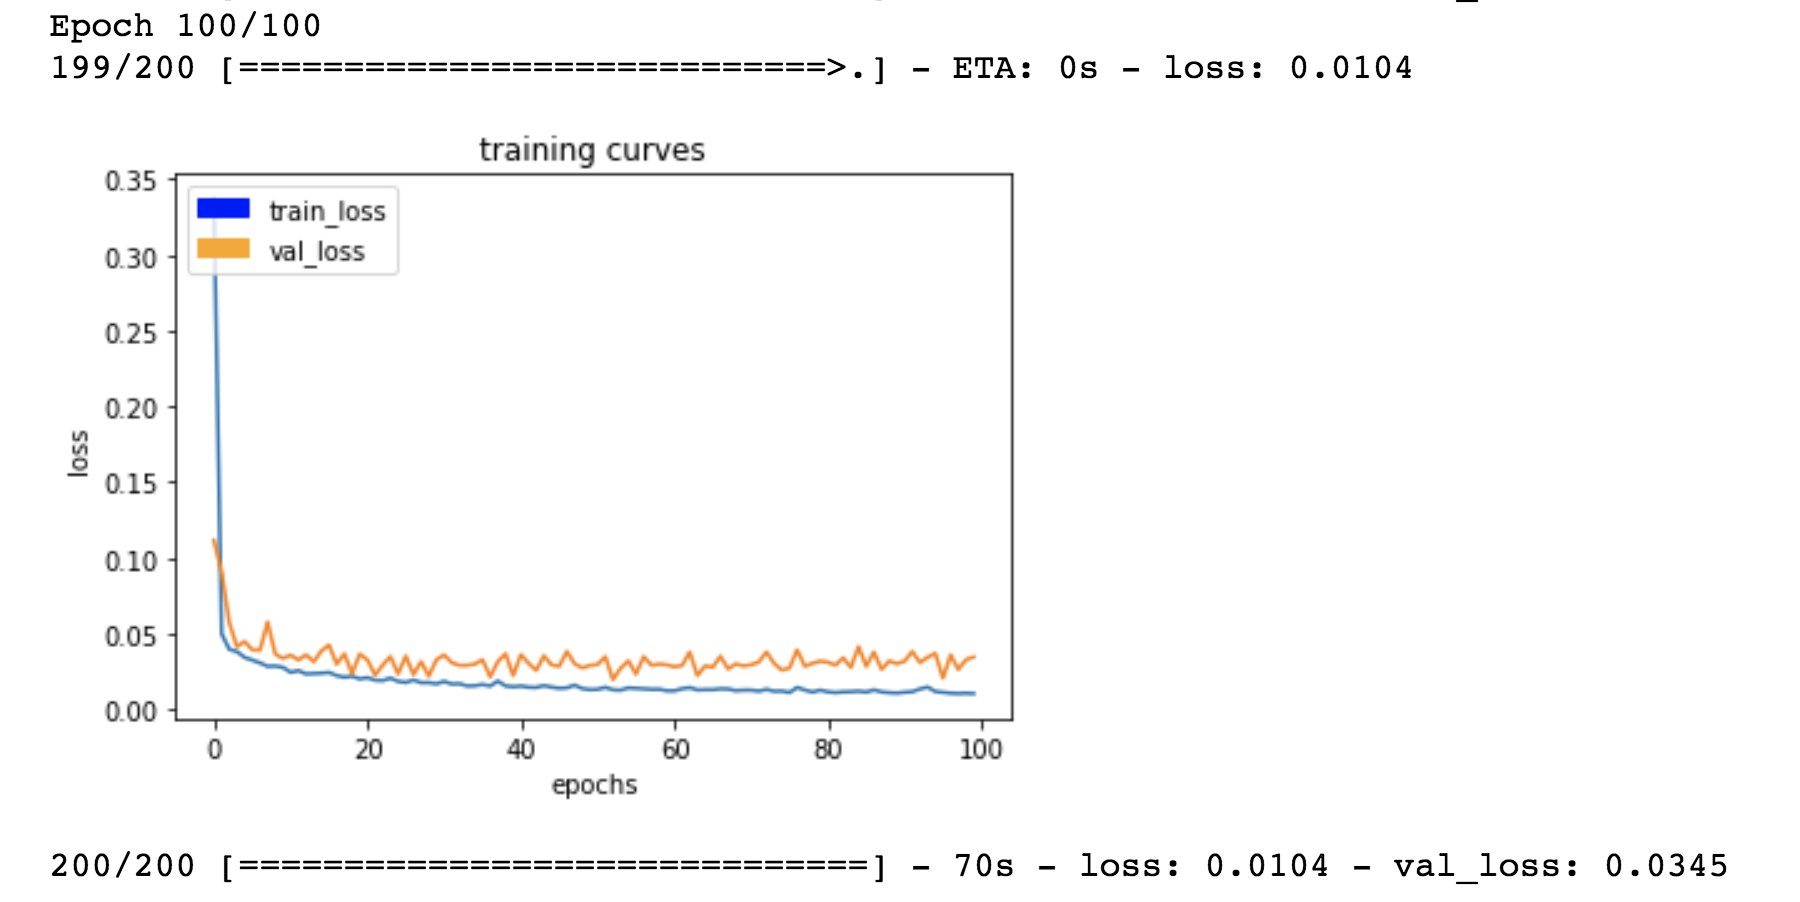 Epoch 100/100
199/200 [============================>.] - ETA: 0s - loss: 0.0104
training curves
0.35
train_loss
val_loss
0.30
0.25
0.20
loss
0.15
0.10
0.05
0.00
0 20 40 60 80 100
epochs
200/200 [==============================] - 70s - loss: 0.0104 - val_loss: 0.0345